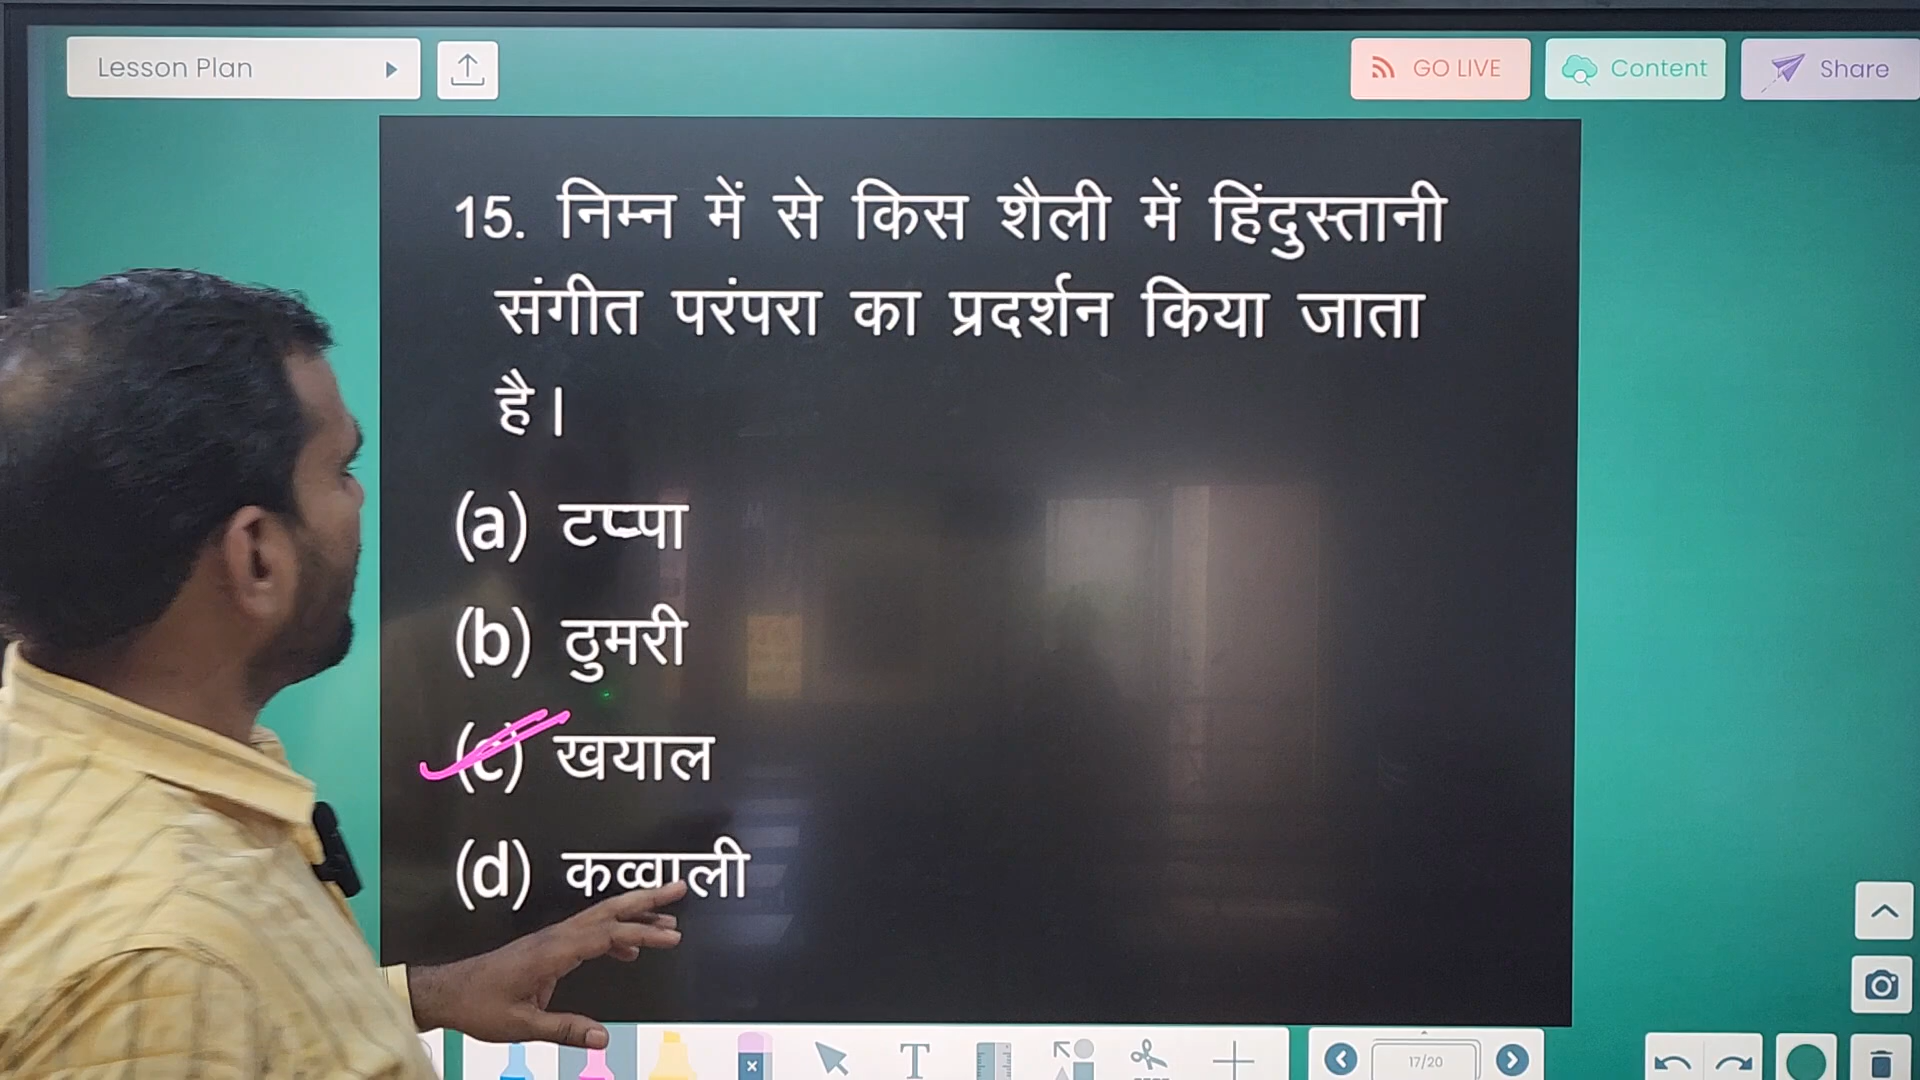 Lesson Plan
GO LIVE
Content
Share
15. निम्न में से किस शैली में हिंदुस्तानी
संगीत परंपरा का प्रदर्शन किया जाता
है।
(a) टप्पा
(b) ठुमरी
(c) खयाल
(d) कव्वाली
T
17/20